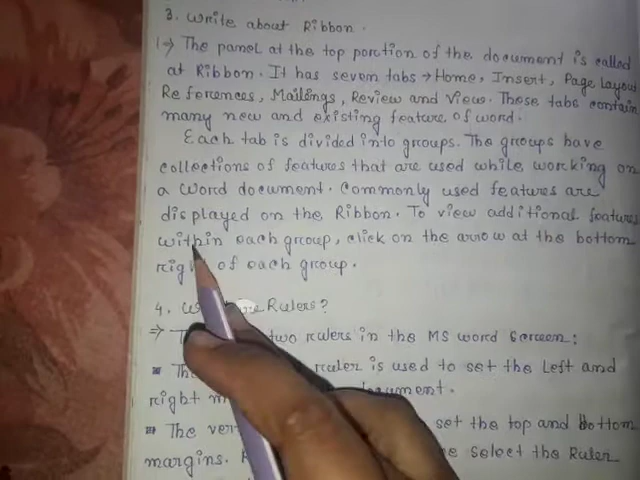 3. Write about Ribbon.
1→ The panel at the top portion of the document is called
at Ribbon. It has seven tabs → Home, Insert, Page Layout
References, Mailings, Review and View. These tabs contain
many new and existing feature of word.
Each tab is divided into groups. The groups have
collections of features that are used while working on
a Word document. Commonly used features are
displayed on the Ribbon. To view additional features
within each group, click on the arrow at the bottom
of each group.
4. Rulers?
⇒ two rulers in the MS word Screen:
ruler is used to set the Left and
right
The set the top and bottom
margins. select the Ruler